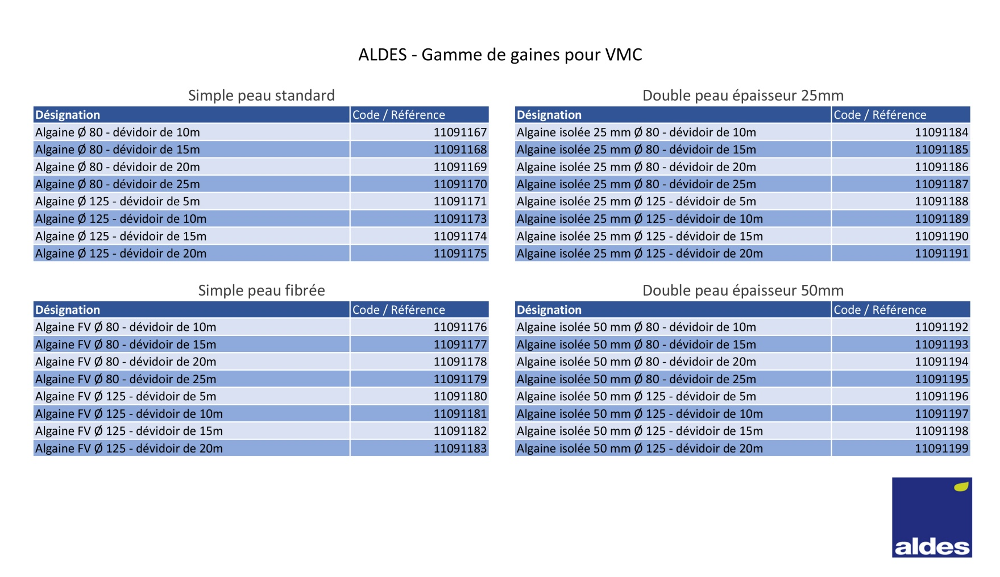 ALDES - Gamme de gaines pour VMC
Simple peau standard
Désignation Code / Référence
Algaine Ø 80 - dévidoir de 10m 11091167
Algaine Ø 80 - dévidoir de 15m 11091168
Algaine Ø 80 - dévidoir de 20m 11091169
Algaine Ø 80 - dévidoir de 25m 11091170
Algaine Ø 125 - dévidoir de 5m 11091171
Algaine Ø 125 - dévidoir de 10m 11091173
Algaine Ø 125 - dévidoir de 15m 11091174
Algaine Ø 125 - dévidoir de 20m 11091175
Double peau épaisseur 25mm
Désignation Code / Référence
Algaine isolée 25 mm Ø 80 - dévidoir de 10m 11091184
Algaine isolée 25 mm Ø 80 - dévidoir de 15m 11091185
Algaine isolée 25 mm Ø 80 - dévidoir de 20m 11091186
Algaine isolée 25 mm Ø 80 - dévidoir de 25m 11091187
Algaine isolée 25 mm Ø 125 - dévidoir de 5m 11091188
Algaine isolée 25 mm Ø 125 - dévidoir de 10m 11091189
Algaine isolée 25 mm Ø 125 - dévidoir de 15m 11091190
Algaine isolée 25 mm Ø 125 - dévidoir de 20m 11091191
Simple peau fibrée
Désignation Code / Référence
Algaine FV Ø 80 - dévidoir de 10m 11091176
Algaine FV Ø 80 - dévidoir de 15m 11091177
Algaine FV Ø 80 - dévidoir de 20m 11091178
Algaine FV Ø 80 - dévidoir de 25m 11091179
Algaine FV Ø 125 - dévidoir de 5m 11091180
Algaine FV Ø 125 - dévidoir de 10m 11091181
Algaine FV Ø 125 - dévidoir de 15m 11091182
Algaine FV Ø 125 - dévidoir de 20m 11091183
Double peau épaisseur 50mm
Désignation Code / Référence
Algaine isolée 50 mm Ø 80 - dévidoir de 10m 11091192
Algaine isolée 50 mm Ø 80 - dévidoir de 15m 11091193
Algaine isolée 50 mm Ø 80 - dévidoir de 20m 11091194
Algaine isolée 50 mm Ø 80 - dévidoir de 25m 11091195
Algaine isolée 50 mm Ø 125 - dévidoir de 5m 11091196
Algaine isolée 50 mm Ø 125 - dévidoir de 10m 11091197
Algaine isolée 50 mm Ø 125 - dévidoir de 15m 11091198
Algaine isolée 50 mm Ø 125 - dévidoir de 20m 11091199
aldes